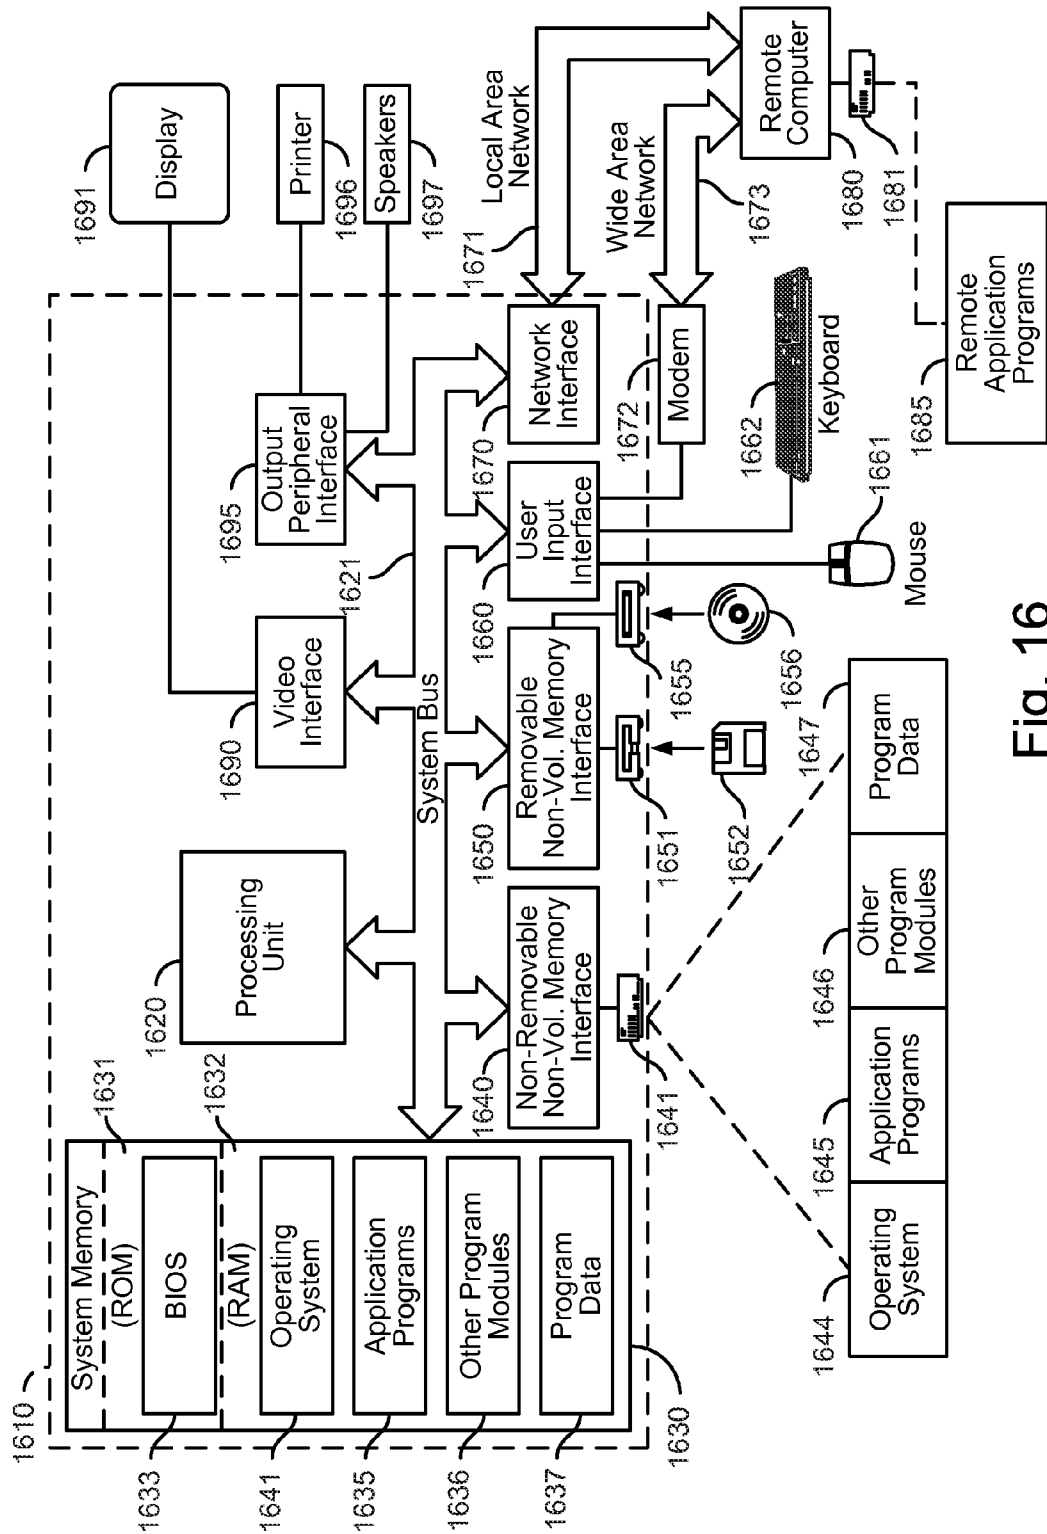 1610
System Memory
(ROM)
1631
BIOS
1633
(RAM)
1632
Operating
System
1641
Application
Programs
1635
Other Program
Modules
1636
Program
Data
1637
1630
1620
Processing
Unit
1690
Video
Interface
1695
Output
Peripheral
Interface
1691
Display
Printer
1696
Speakers
1697
System Bus
1621
1640
Non-Removable
Non-Vol. Memory
Interface
1650
Removable
Non-Vol. Memory
Interface
1660
User
Input
Interface
1670
Network
Interface
1671
Local Area
Network
1641
1651
1655
1672
Modem
Wide Area
Network
1673
Remote
Computer
1680
1681
1652
1656
1662
Keyboard
1661
Mouse
1644
Operating
System
1645
Application
Programs
1646
Other
Program
Modules
1647
Program
Data
1685
Remote
Application
Programs
Fig. 16